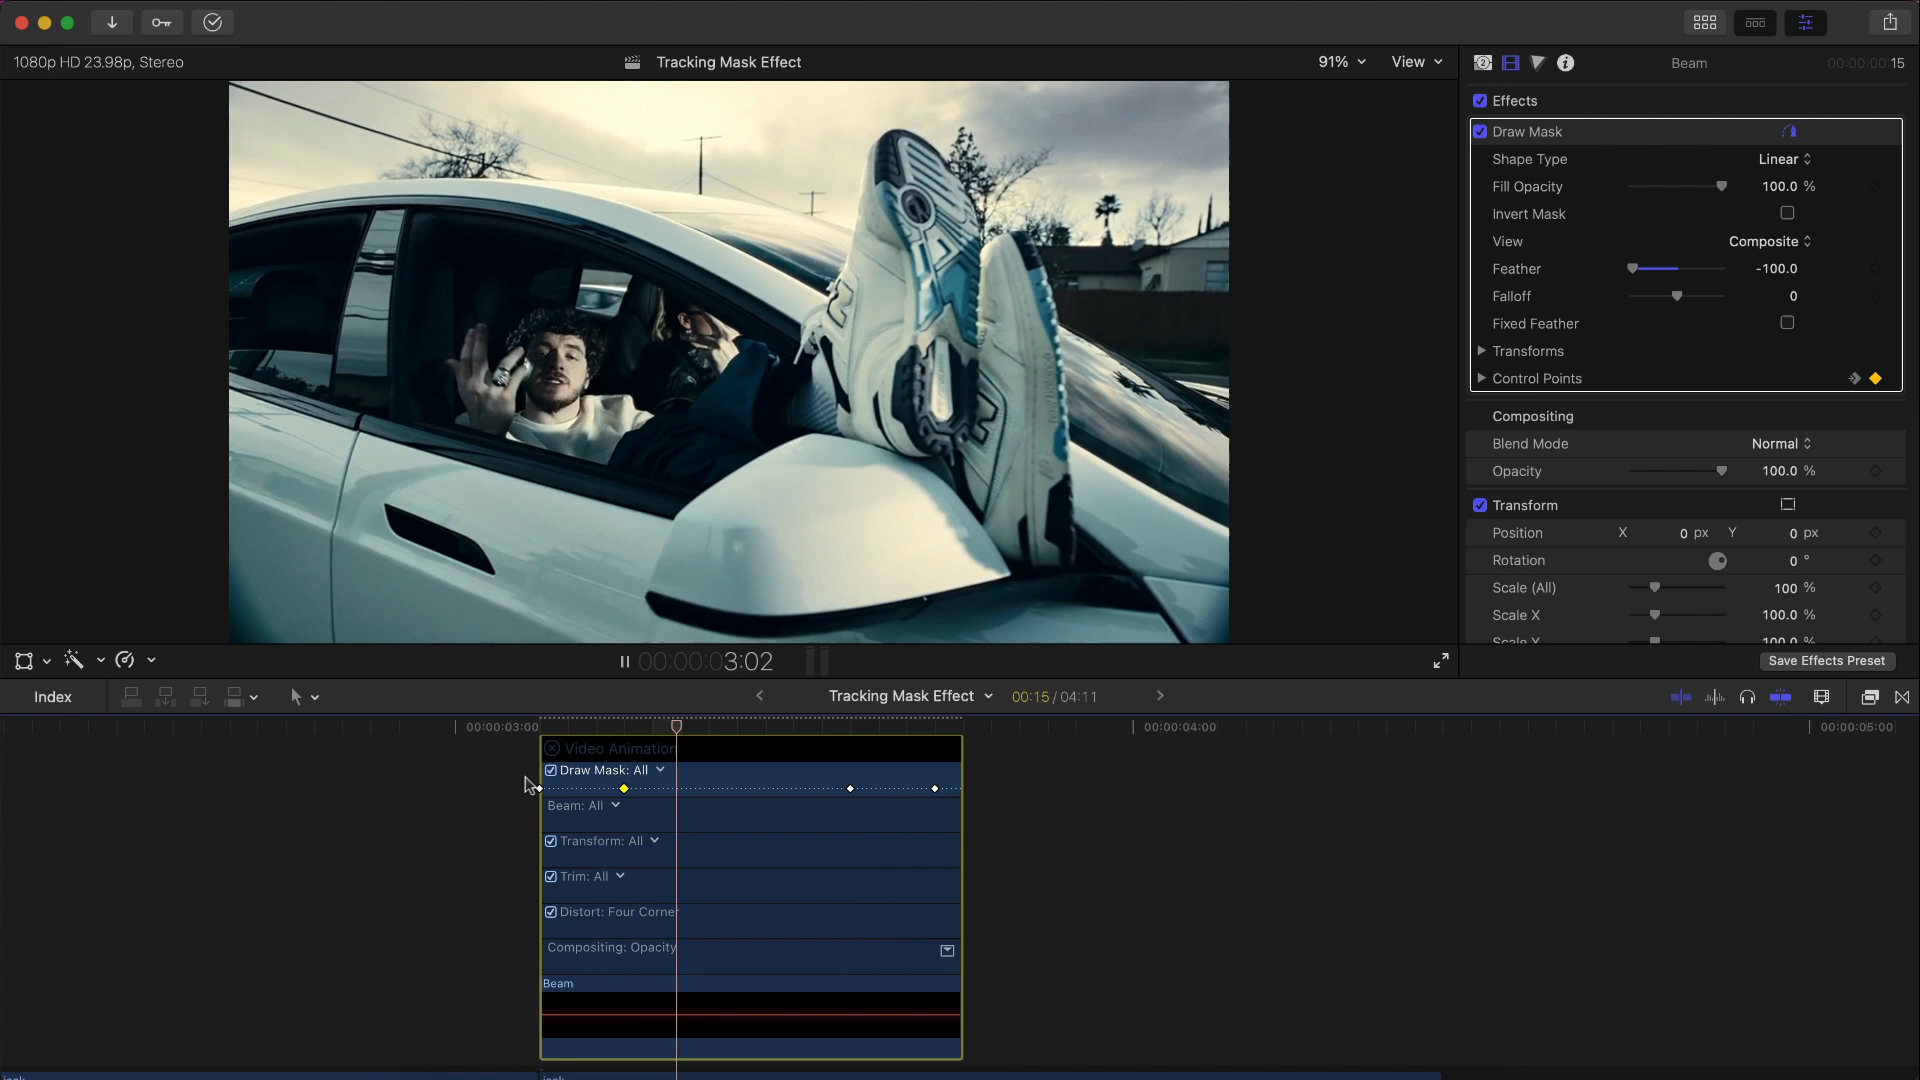 1080p HD 23.98p, Stereo
Tracking Mask Effect
91%
View
Beam
00:00:00:15
Effects
Draw Mask
Shape Type
Linear
Fill Opacity
100.0 %
Invert Mask
View
Composite
Feather
-100.0
Falloff
0
Fixed Feather
Transforms
Control Points
Compositing
Blend Mode
Normal
Opacity
100.0 %
Transform
Position
X 0 px Y 0 px
Rotation
0 °
Scale (All)
100 %
Scale X
100.0 %
Scale Y
100.0 %
00:00:03:02
Save Effects Preset
Index
Tracking Mask Effect
00:15 / 04:11
00:00:03:00
00:00:04:00
00:00:05:00
Video Animation
Draw Mask: All
Beam: All
Transform: All
Trim: All
Distort: Four Corner
Compositing: Opacity
Beam